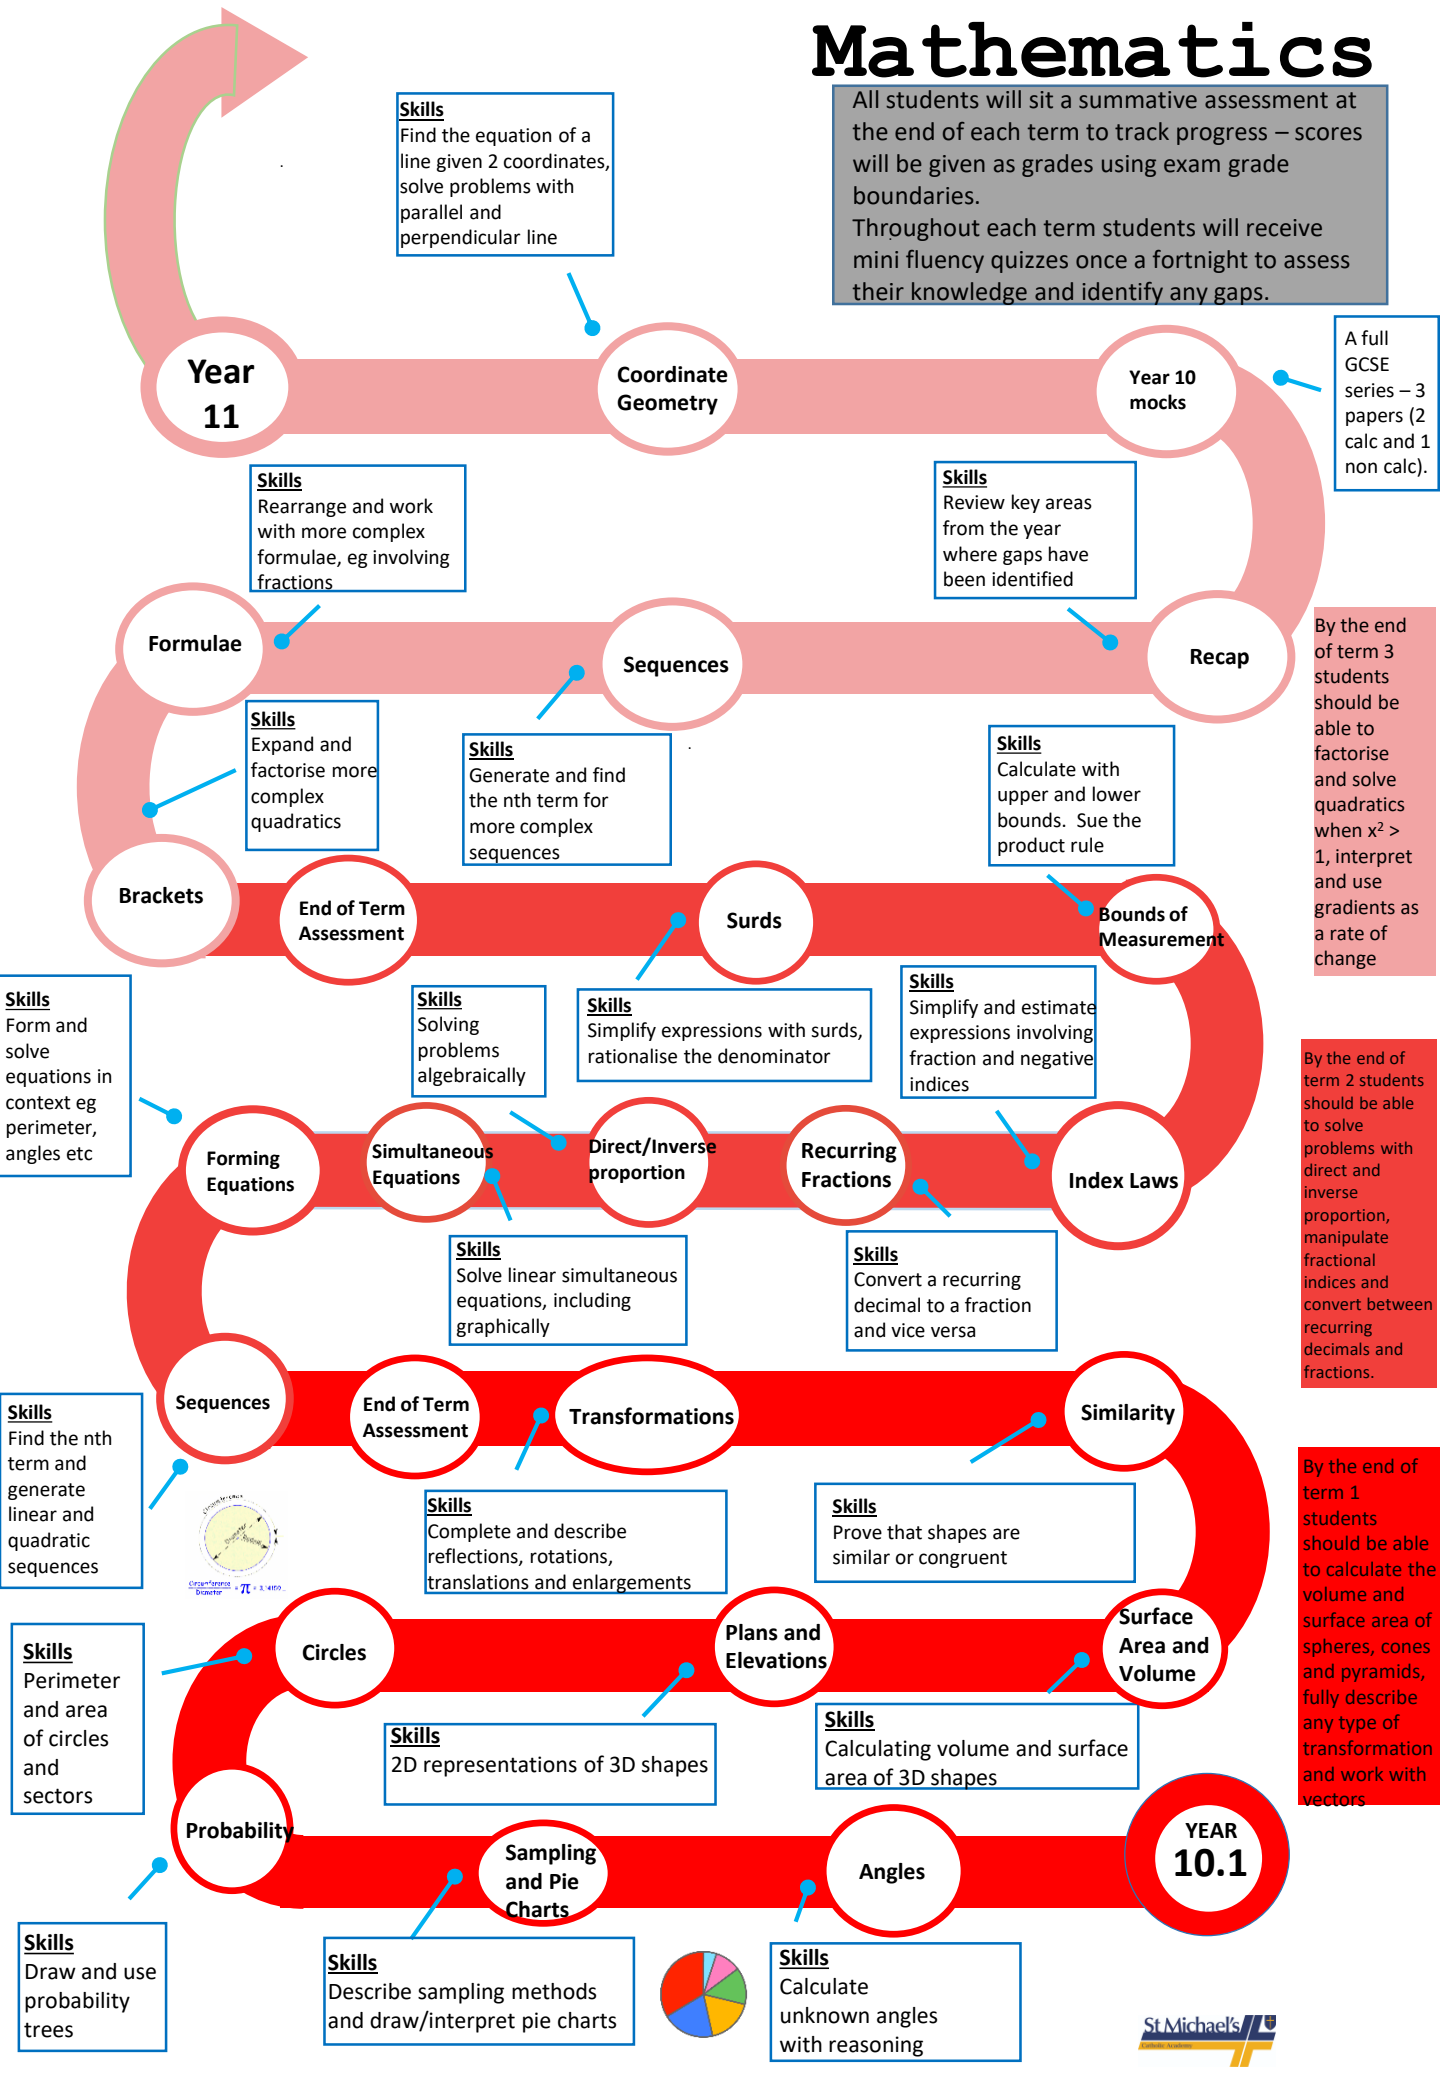 Mathematics
All students will sit a summative assessment at
the end of each term to track progress – scores
will be given as grades using exam grade
boundaries.
Throughout each term students will receive
mini fluency quizzes once a fortnight to assess
their knowledge and identify any gaps.
Skills
Find the equation of a
line given 2 coordinates,
solve problems with
parallel and
perpendicular line
Year
11
Coordinate
Geometry
Year 10
mocks
A full
GCSE
series – 3
papers (2
calc and 1
non calc).
Skills
Rearrange and work
with more complex
formulae, eg involving
fractions
Skills
Review key areas
from the year
where gaps have
been identified
Formulae
Sequences
Recap
By the end
of term 3
students
should be
able to
factorise
and solve
quadratics
when x² >
1, interpret
and use
gradients as
a rate of
change
Skills
Expand and
factorise more
complex
quadratics
Skills
Generate and find
the nth term for
more complex
sequences
Skills
Calculate with
upper and lower
bounds. Sue the
product rule
Brackets
End of Term
Assessment
Surds
Bounds of
Measurement
Skills
Form and
solve
equations in
context eg
perimeter,
angles etc
Skills
Solving
problems
algebraically
Skills
Simplify expressions with surds,
rationalise the denominator
Skills
Simplify and estimate
expressions involving
fraction and negative
indices
By the end of
term 2 students
should be able
to solve
problems with
direct and
inverse
proportion,
manipulate
fractional
indices and
convert between
recurring
decimals and
fractions.
Forming
Equations
Simultaneous
Equations
Direct/Inverse
proportion
Recurring
Fractions
Index Laws
Skills
Solve linear simultaneous
equations, including
graphically
Skills
Convert a recurring
decimal to a fraction
and vice versa
Sequences
End of Term
Assessment
Transformations
Similarity
Skills
Find the nth
term and
generate
linear and
quadratic
sequences
Circumference
Circumference
Diameter
= π = 3.14159...
Skills
Complete and describe
reflections, rotations,
translations and enlargements
Skills
Prove that shapes are
similar or congruent
By the end of
term 1
students
should be able
to calculate the
volume and
surface area of
spheres, cones
and pyramids,
fully describe
any type of
transformation
and work with
vectors
Circles
Plans and
Elevations
Surface
Area and
Volume
Skills
Perimeter
and area
of circles
and
sectors
Skills
2D representations of 3D shapes
Skills
Calculating volume and surface
area of 3D shapes
Probability
Sampling
and Pie
Charts
Angles
YEAR
10.1
Skills
Draw and use
probability
trees
Skills
Describe sampling methods
and draw/interpret pie charts
Skills
Calculate
unknown angles
with reasoning
St Michael's
Catholic Academy